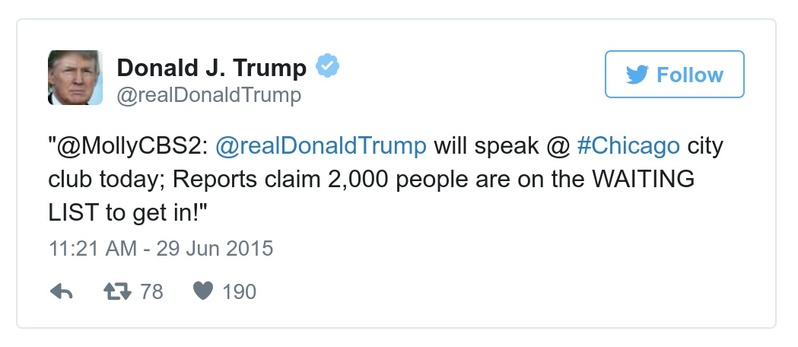 Donald J. Trump
@realDonaldTrump
Follow
"@MollyCBS2: @realDonaldTrump will speak @ #Chicago city
club today; Reports claim 2,000 people are on the WAITING
LIST to get in!"
11:21 AM - 29 Jun 2015
78 190